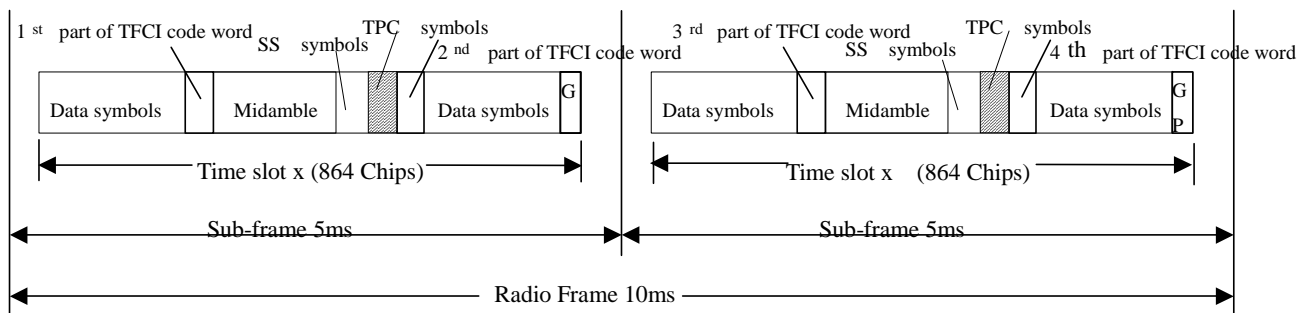 1 st part of TFCI code word
SS symbols
TPC symbols
2 nd part of TFCI code word
Data symbols
Midamble
Data symbols
G
Time slot x (864 Chips)
Sub-frame 5ms
3 rd part of TFCI code word
SS symbols
TPC symbols
4 th part of TFCI code word
Data symbols
Midamble
Data symbols
G
P
Time slot x (864 Chips)
Sub-frame 5ms
Radio Frame 10ms